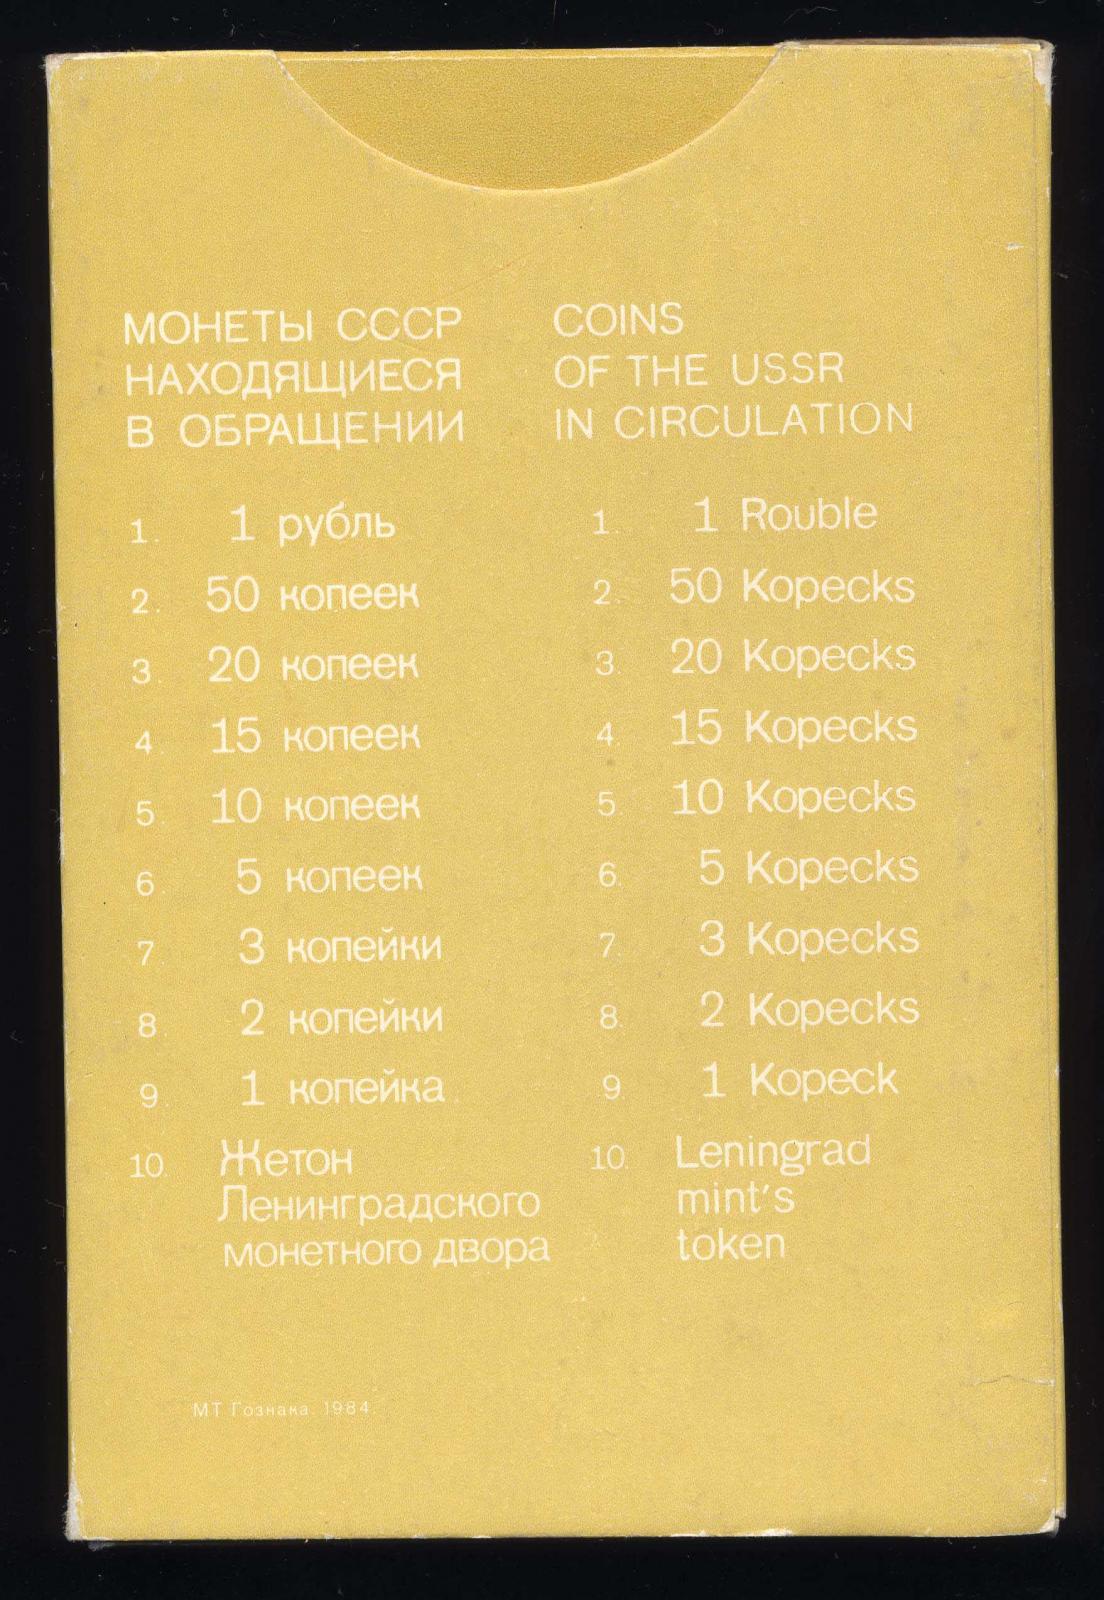 МОНЕТЫ СССР
НАХОДЯЩИЕСЯ
В ОБРАЩЕНИИ
1. 1 рубль
2. 50 копеек
3. 20 копеек
4. 15 копеек
5. 10 копеек
6. 5 копеек
7. 3 копейки
8. 2 копейки
9. 1 копейка
10. Жетон
Ленинградского
монетного двора
COINS
OF THE USSR
IN CIRCULATION
1. 1 Rouble
2. 50 Kopecks
3. 20 Kopecks
4. 15 Kopecks
5. 10 Kopecks
6. 5 Kopecks
7. 3 Kopecks
8. 2 Kopecks
9. 1 Kopeck
10. Leningrad
mint's
token
МТ Гознака. 1984.